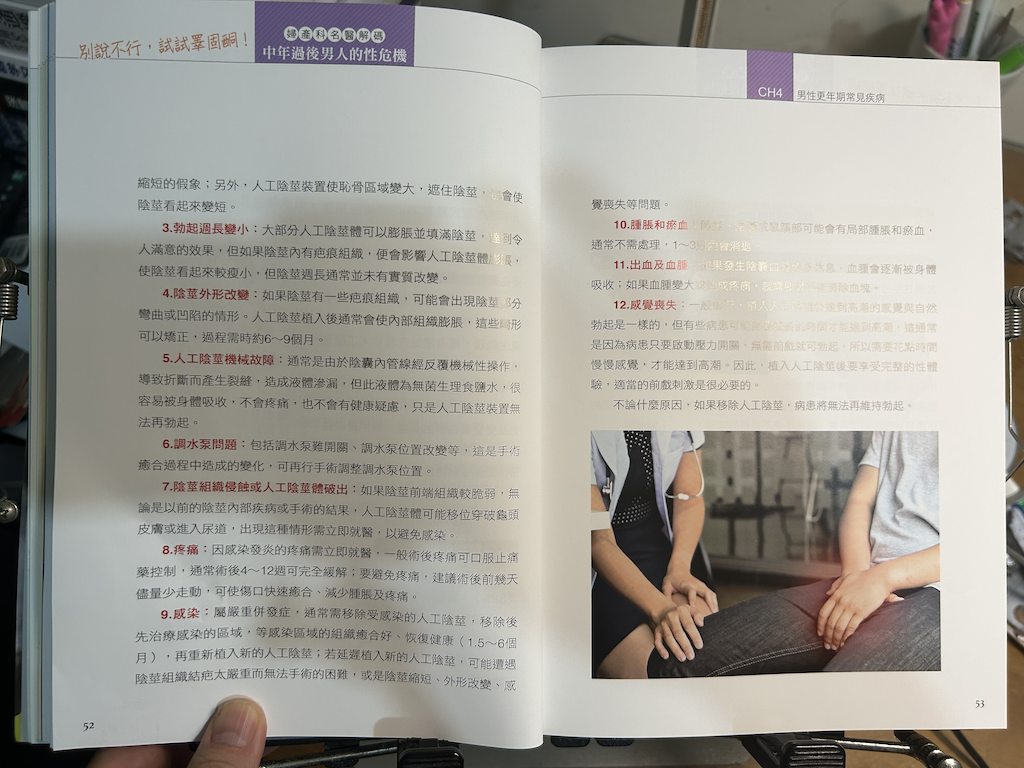 別說不行，試試睪固酮！
婦產科名醫解碼
中年過後男人的性危機
縮短的假象；另外，人工陰莖裝置使恥骨區域變大，遮住陰莖，會使
陰莖看起來變短。
3.勃起週長變小：大部分人工陰莖體可以膨脹並填滿陰莖，達到令
人滿意的效果，但如果陰莖內有疤痕組織，便會影響人工陰莖體膨脹，
使陰莖看起來較瘦小，但陰莖週長通常並未有實質改變。
4.陰莖外形改變：如果陰莖有一些疤痕組織，可能會出現陰莖部分
彎曲或凹陷的情形。人工陰莖植入後通常會使內部組織膨脹，這些情形
可以矯正，過程需時約6～9個月。
5.人工陰莖機械故障：通常是由於陰囊內管線經反覆機械性操作，
導致折斷而產生裂縫，造成液體滲漏，但此液體為無菌生理食鹽水，很
容易被身體吸收，不會疼痛，也不會有健康疑慮，只是人工陰莖裝置無
法再勃起。
6.調水泵問題：包括調水泵難開關、調水泵位置改變等，這是手術
癒合過程中造成的變化，可再行手術調整調水泵位置。
7.陰莖組織侵蝕或人工陰莖體破出：如果陰莖前端組織較脆弱，無
論是以前的陰莖內部疾病或手術的結果，人工陰莖體可能移位穿破龜頭
皮膚或進入尿道，出現這種情形需立即就醫，以避免感染。
8.疼痛：因感染發炎的疼痛需立即就醫，一般術後疼痛可口服止痛
藥控制，通常術後4～12週可完全緩解；要避免疼痛，建議術後前幾天
儘量少走動，可使傷口快速癒合、減少腫脹及疼痛。
9.感染：屬嚴重併發症，通常需移除受感染的人工陰莖，移除後
先治療感染的區域，等感染區域的組織癒合好、恢復健康（1.5～6個
月），再重新植入新的人工陰莖；若延遲植入新的人工陰莖，可能遭遇
陰莖組織結疤太嚴重而無法手術的困難，或是陰莖縮短、外形改變、感
52
CH4
男性更年期常見疾病
覺喪失等問題。
10.腫脹和瘀血：鼠蹊部可能會有局部腫脹和瘀血，
通常不需處理，1～3週
11.出血及血腫：如果發生陰囊血腫休息，血腫會逐漸被身體
吸收；如果血腫變大或造成疼痛，血塊。
12.感覺喪失：一般達到高潮的感覺與自然
勃起是一樣的，但有些病患可能時間才能達到高潮，這通常
是因為病患只要啟動壓力開關，無需前戲就可勃起，所以需要花點時間
慢慢感覺，才能達到高潮。因此，植入人工陰莖後要享受完整的性體
驗，適當的前戲刺激是很必要的。
不論什麼原因，如果移除人工陰莖，病患將無法再維持勃起。
53